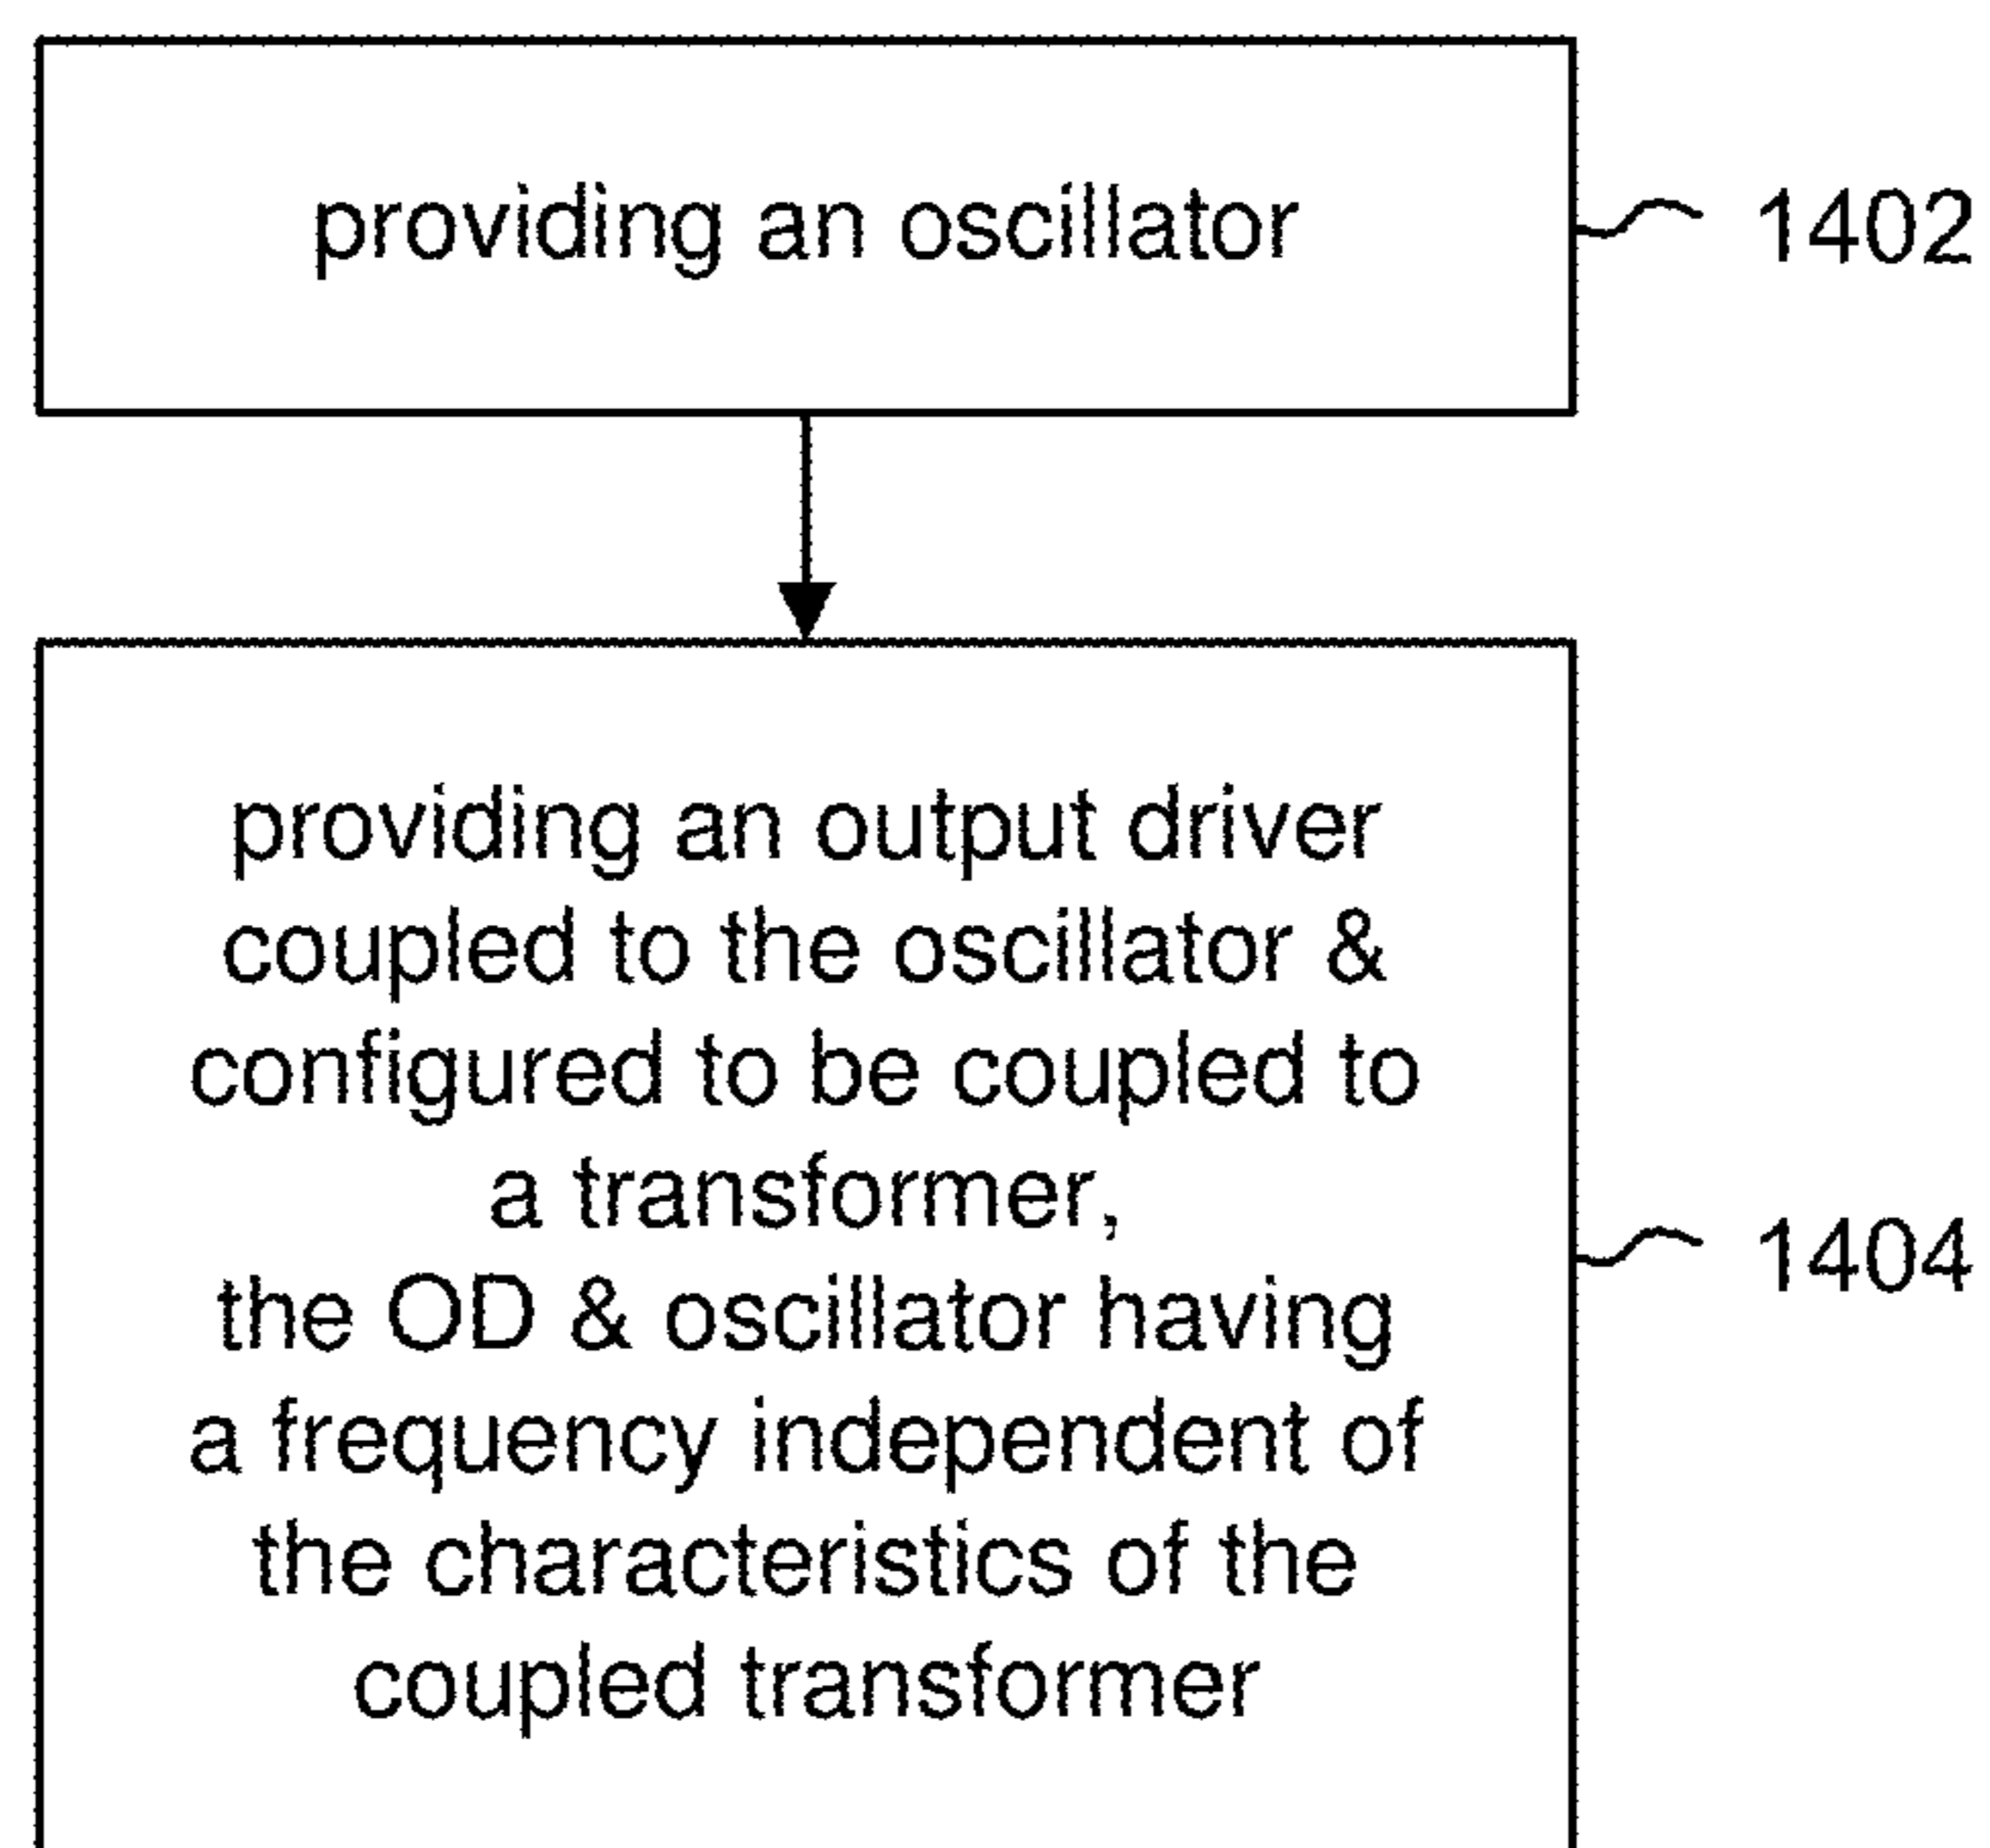 providing an oscillator
1402
providing an output driver
coupled to the oscillator &
configured to be coupled to
a transformer,
the OD & oscillator having
a frequency independent of
the characteristics of the
coupled transformer
1404